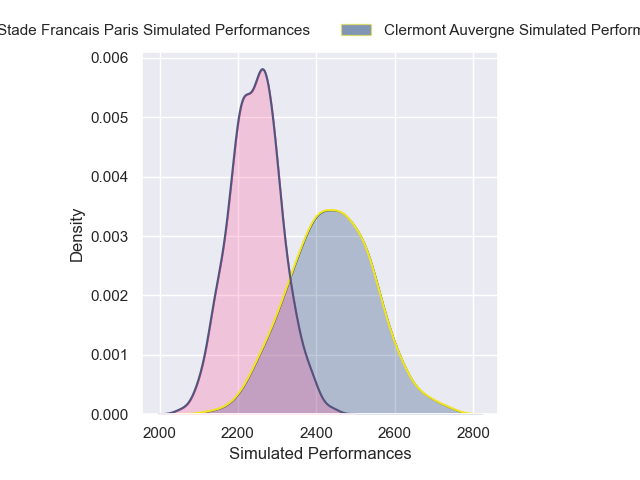 Stade Francais Paris Simulated Performances Clermont Auvergne Simulated Perform
0.006
0.005
0.004
0.003
0.002
0.001
0.000
Density
2000 2200 2400 2600 2800
Simulated Performances